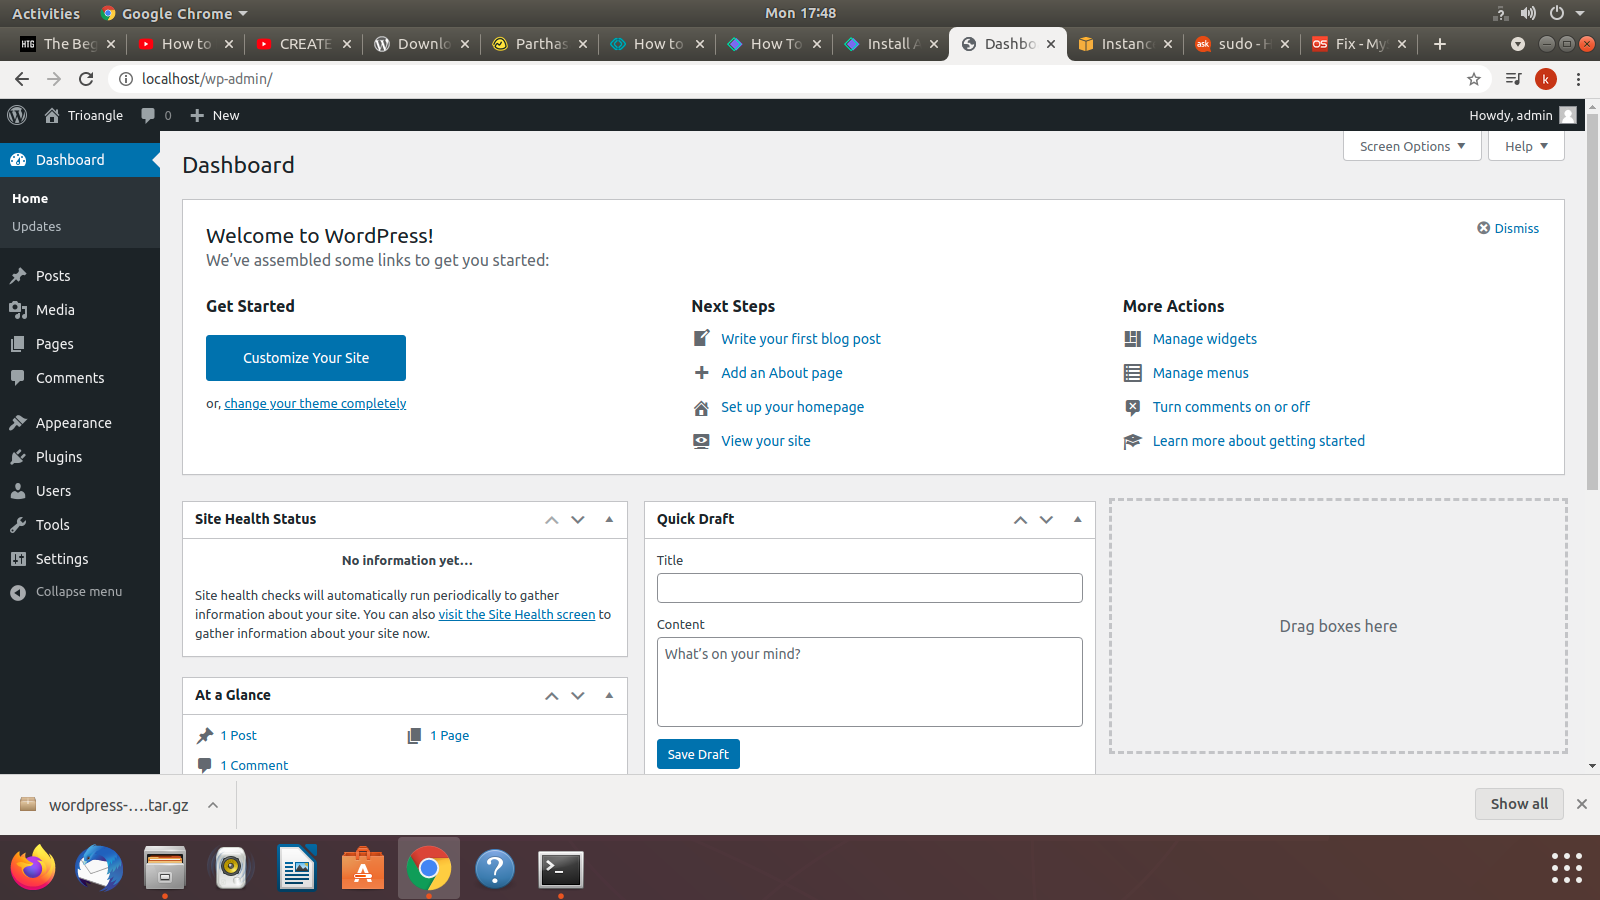 Activities
Google Chrome
Mon 17:48
HTG
The Beg
How to
CREATE
Downlo
Parthas
How to
How To
Install A
Dashbo
Instanc
ask
sudo - H
OS
Fix - My
localhost/wp-admin/
k
Trioangle
0
New
Howdy, admin
Dashboard
Home
Updates
Posts
Media
Pages
Comments
Appearance
Plugins
Users
Tools
Settings
Collapse menu
Screen Options
Help
Dashboard
Welcome to WordPress!
We've assembled some links to get you started:
Dismiss
Get Started
Customize Your Site
or, change your theme completely
Next Steps
Write your first blog post
Add an About page
Set up your homepage
View your site
More Actions
Manage widgets
Manage menus
Turn comments on or off
Learn more about getting started
Site Health Status
No information yet…
Site health checks will automatically run periodically to gather
information about your site. You can also visit the Site Health screen to
gather information about your site now.
At a Glance
1 Post
1 Page
1 Comment
Quick Draft
Title
Content
What's on your mind?
Save Draft
Drag boxes here
wordpress-....tar.gz
Show all